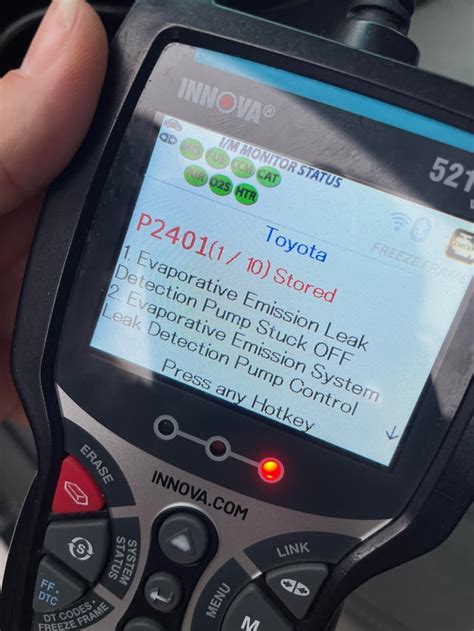 INNOVA®
521
I/M MONITOR STATUS
MIS FUE CCM CAT
AIR O2S HTR
FREEZE FRAME
Toyota
P2401(1 / 10) Stored
1. Evaporative Emission Leak
Detection Pump Stuck OFF
2. Evaporative Emission System
Leak Detection Pump Control
Press any Hotkey
INNOVA.COM
ERASE
SYSTEM
STATUS
FF·
DTC
DT CODES·
FREEZE FRAME
LINK
MENU
M